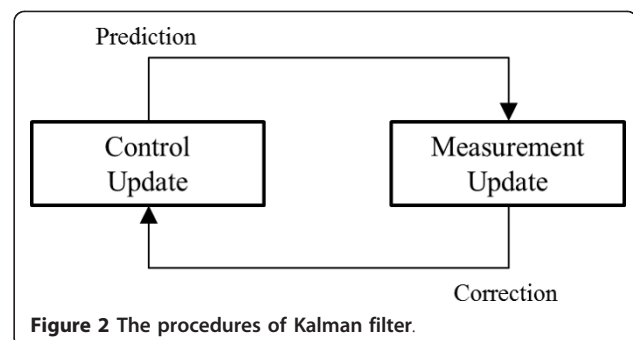 Prediction
Control
Update
Measurement
Update
Correction
Figure 2 The procedures of Kalman filter.